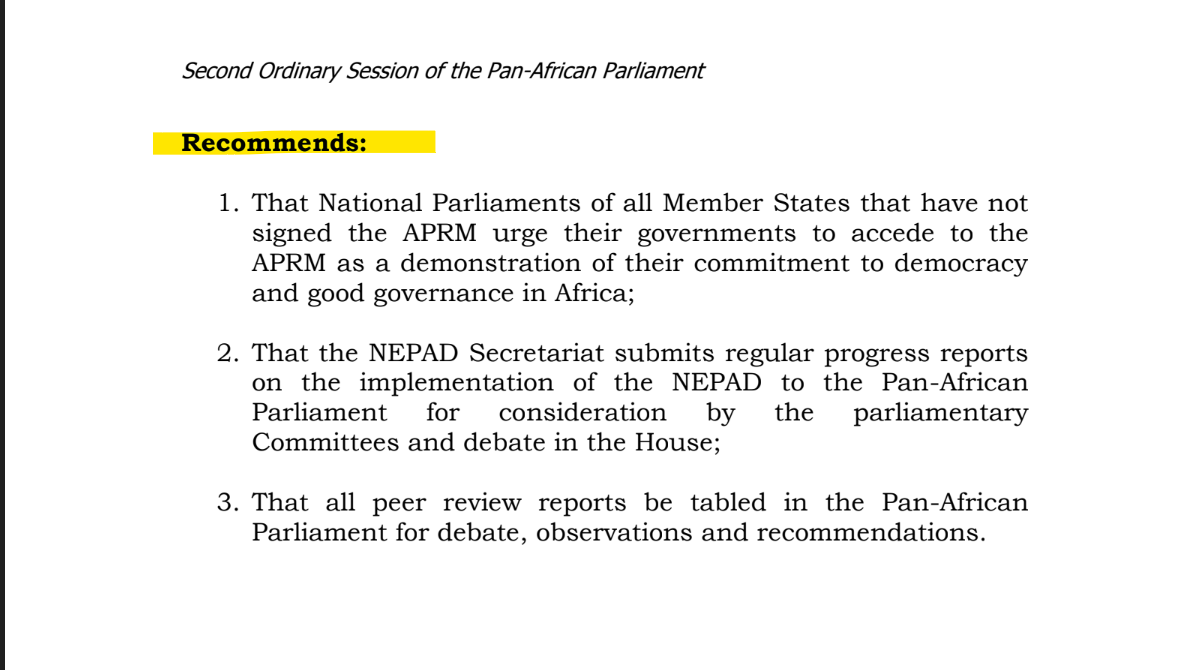 Second Ordinary Session of the Pan-African Parliament
Recommends:
1. That National Parliaments of all Member States that have not
signed the APRM urge their governments to accede to the
APRM as a demonstration of their commitment to democracy
and good governance in Africa;
2. That the NEPAD Secretariat submits regular progress reports
on the implementation of the NEPAD to the Pan-African
Parliament for consideration by the parliamentary
Committees and debate in the House;
3. That all peer review reports be tabled in the Pan-African
Parliament for debate, observations and recommendations.